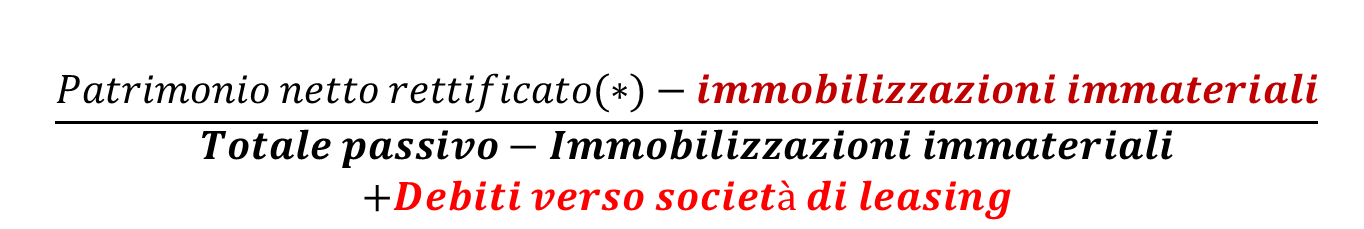 Patrimonio netto rettificato(∗) − immobilizzazioni immateriali
Totale passivo − Immobilizzazioni immateriali
+Debiti verso società di leasing